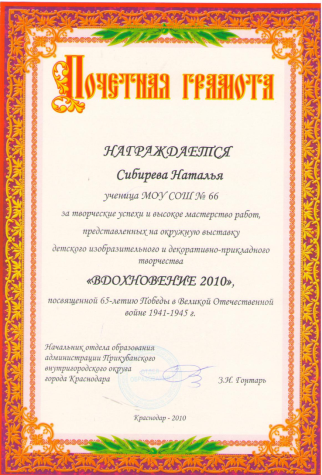 Почетная грамота
НАГРАЖДАЕТСЯ
Сибирева Наталья
ученица МОУ СОШ № 66
за творческие успехи и высокое мастерство работ,
представленных на окружную выставку
детского изобразительного и декоративно-прикладного
творчества
«ВДОХНОВЕНИЕ 2010»,
посвященной 65-летию Победы в Великой Отечественной
войне 1941-1945 г.
Начальник отдела образования
администрации Прикубанского
внутригородского округа
города Краснодара
З.Н. Гонтарь
Краснодар - 2010